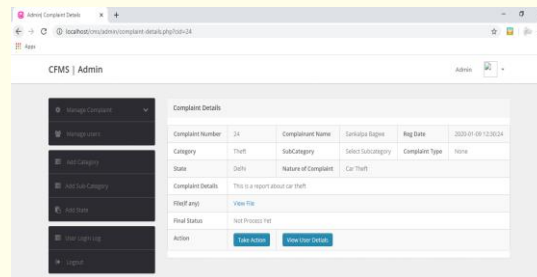 Admin| Complaint Details
localhost/cms/admin/complaint-details.php?cid=24
Apps
CFMS | Admin
Admin
Manage Complaint
Manage users
Add Category
Add Sub-Category
Add State
User Login Log
Logout
Complaint Details
Complaint Number 24 Complainant Name Sankalpa Bagwe Reg Date 2020-01-08 12:30:24
Category Theft SubCategory Select Subcategory Complaint Type None
State Delhi Nature of Complaint Car Theft
Complaint Details This is a report about car theft
File(if any) View File
Final Status Not Process Yet
Action Take Action View User Details